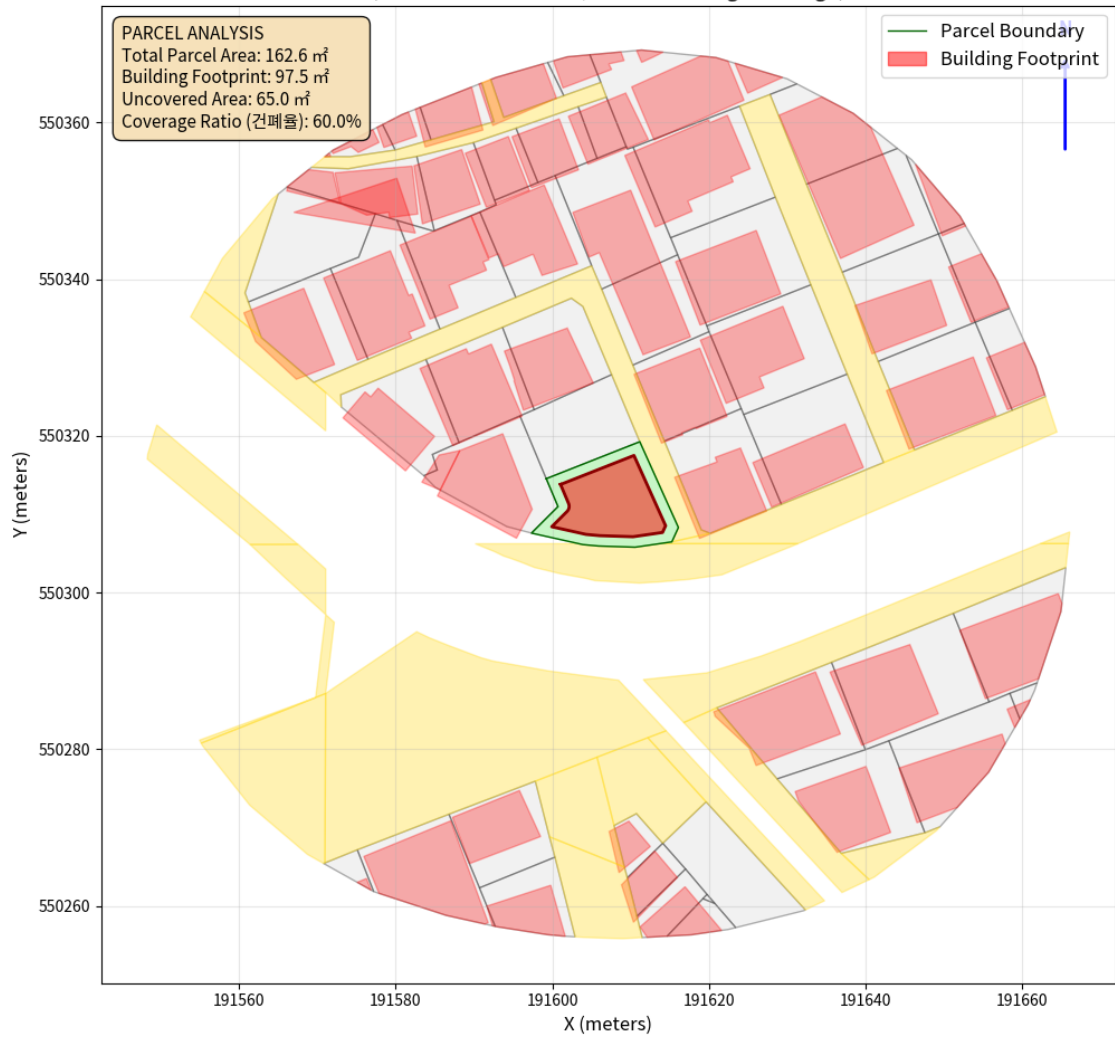 PARCEL ANALYSIS
Total Parcel Area: 162.6 ㎡
Building Footprint: 97.5 ㎡
Uncovered Area: 65.0 ㎡
Coverage Ratio (건폐율): 60.0%
Parcel Boundary
Building Footprint
N
550360
550340
550320
550300
550280
550260
Y (meters)
191560
191580
191600
191620
191640
191660
X (meters)